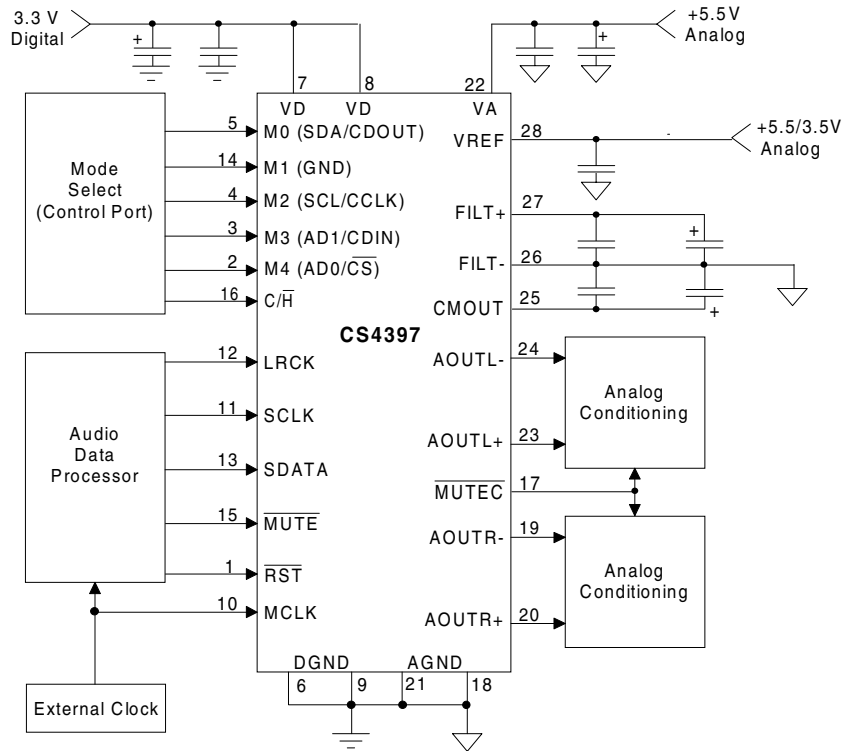 3.3 V
Digital
+
+5.5V
Analog
+
7
8
22
VD
VD
VA
Mode
Select
(Control Port)
5
M0 (SDA/CDOUT)
14
M1 (GND)
4
M2 (SCL/CCLK)
3
M3 (AD1/CDIN)
2
M4 (AD0/CS)
16
C/H
VREF
28
+5.5/3.5V
Analog
FILT+
27
+
FILT-
26
CMOUT
25
+
CS4397
Audio
Data
Processor
12
LRCK
11
SCLK
13
SDATA
15
MUTE
1
RST
10
MCLK
AOUTL-
24
Analog
Conditioning
AOUTL+
23
MUTEC
17
AOUTR-
19
Analog
Conditioning
AOUTR+
20
DGND
AGND
6
9
21
18
External Clock